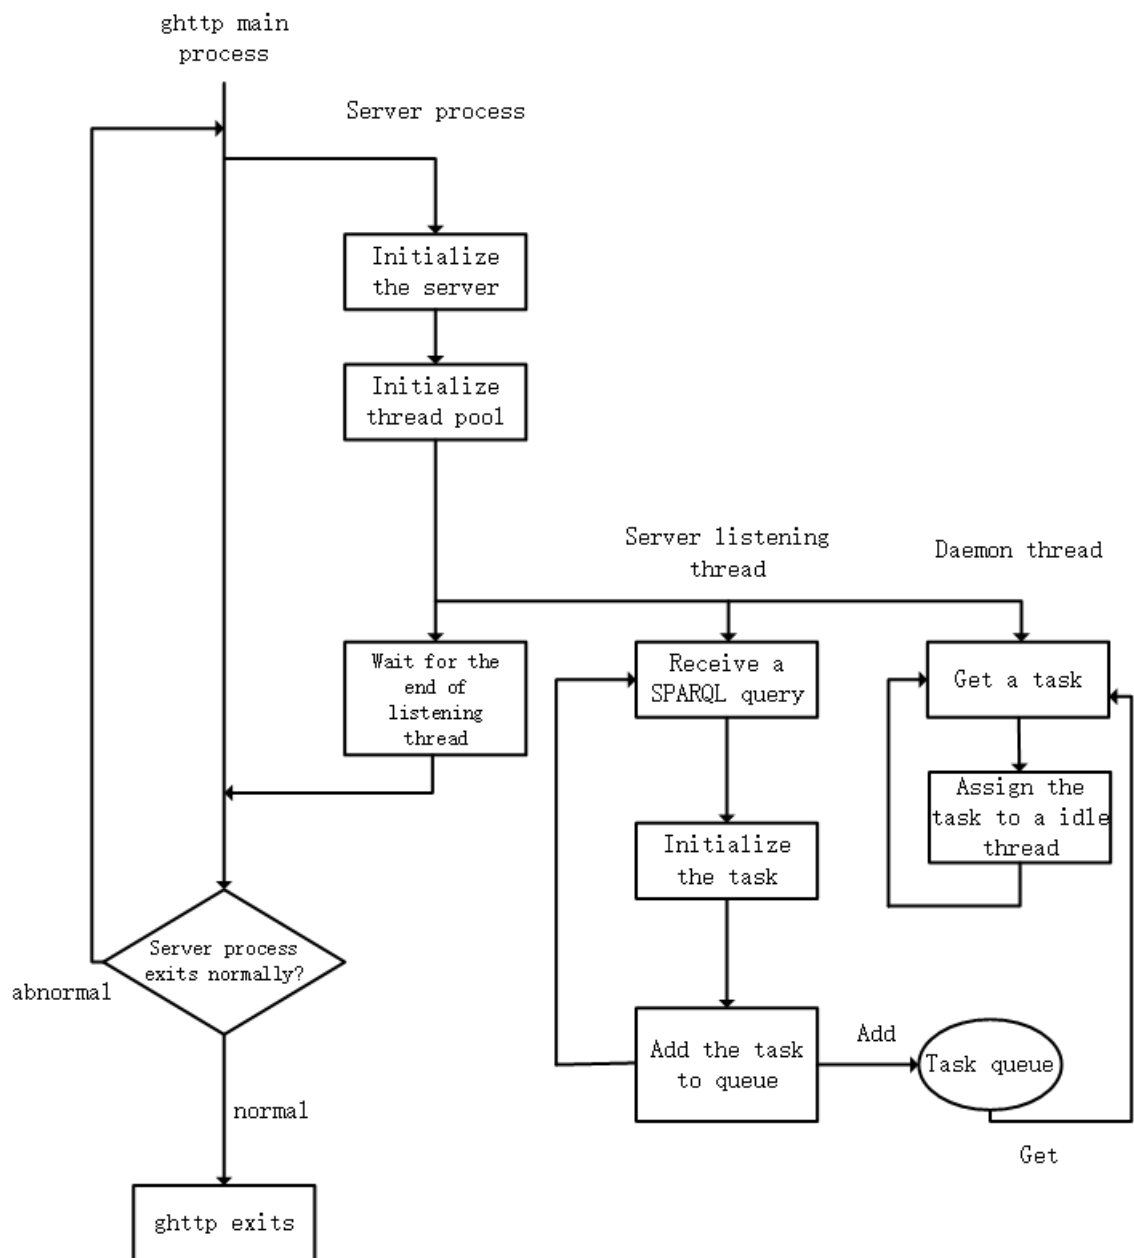 ghttp main
process
Server process
Initialize
the server
Initialize
thread pool
Server listening
thread
Daemon thread
Wait for the
end of
listening
thread
Receive a
SPARQL query
Get a task
Assign the
task to a idle
thread
Initialize
the task
Server process
exits normally?
abnormal
Add the task
to queue
Add
Task queue
normal
Get
ghttp exits